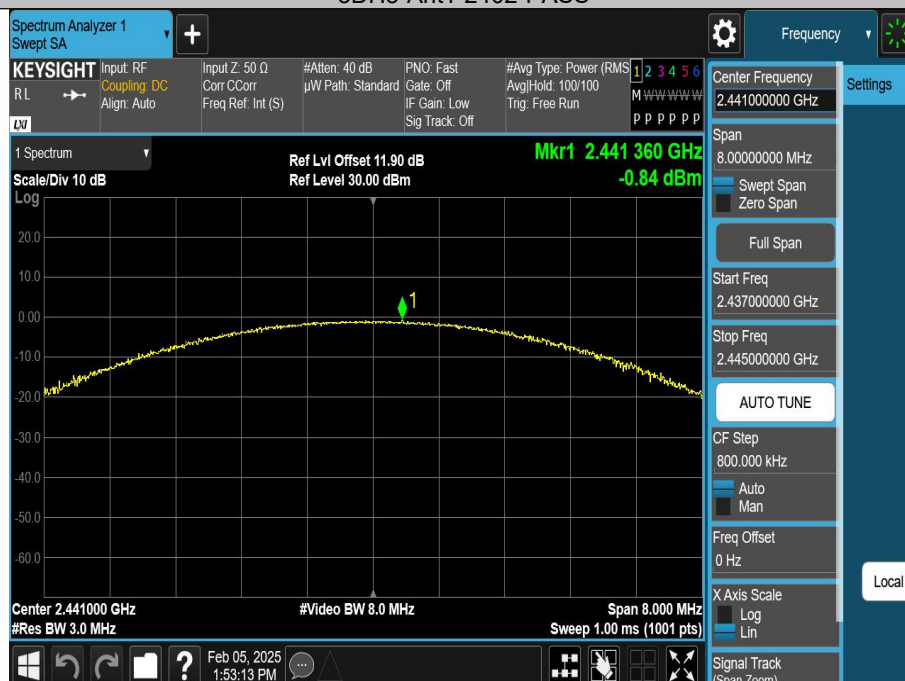 Spectrum Analyzer 1
Swept SA
+
Frequency
KEYSIGHT
RL
LXI
Input: RF
Coupling: DC
Align: Auto
Input Z: 50 Ω
Corr CCorr
Freq Ref: Int (S)
#Atten: 40 dB
µW Path: Standard
PNO: Fast
Gate: Off
IF Gain: Low
Sig Track: Off
#Avg Type: Power (RMS
Avg|Hold: 100/100
Trig: Free Run
1 2 3 4 5 6
M W W W W W
P P P P P P
1 Spectrum
Scale/Div 10 dB
Log
Ref Lvl Offset 11.90 dB
Ref Level 30.00 dBm
Mkr1 2.441 360 GHz
-0.84 dBm
20.0
10.0
0.00
-10.0
-20.0
-30.0
-40.0
-50.0
-60.0
1
Center 2.441000 GHz
#Res BW 3.0 MHz
#Video BW 8.0 MHz
Span 8.000 MHz
Sweep 1.00 ms (1001 pts)
?
Feb 05, 2025
1:53:13 PM
Center Frequency
2.441000000 GHz
Settings
Span
8.00000000 MHz
Swept Span
Zero Span
Full Span
Start Freq
2.437000000 GHz
Stop Freq
2.445000000 GHz
AUTO TUNE
CF Step
800.000 kHz
Auto
Man
Freq Offset
0 Hz
Local
X Axis Scale
Log
Lin
Signal Track
(Span Zoom)